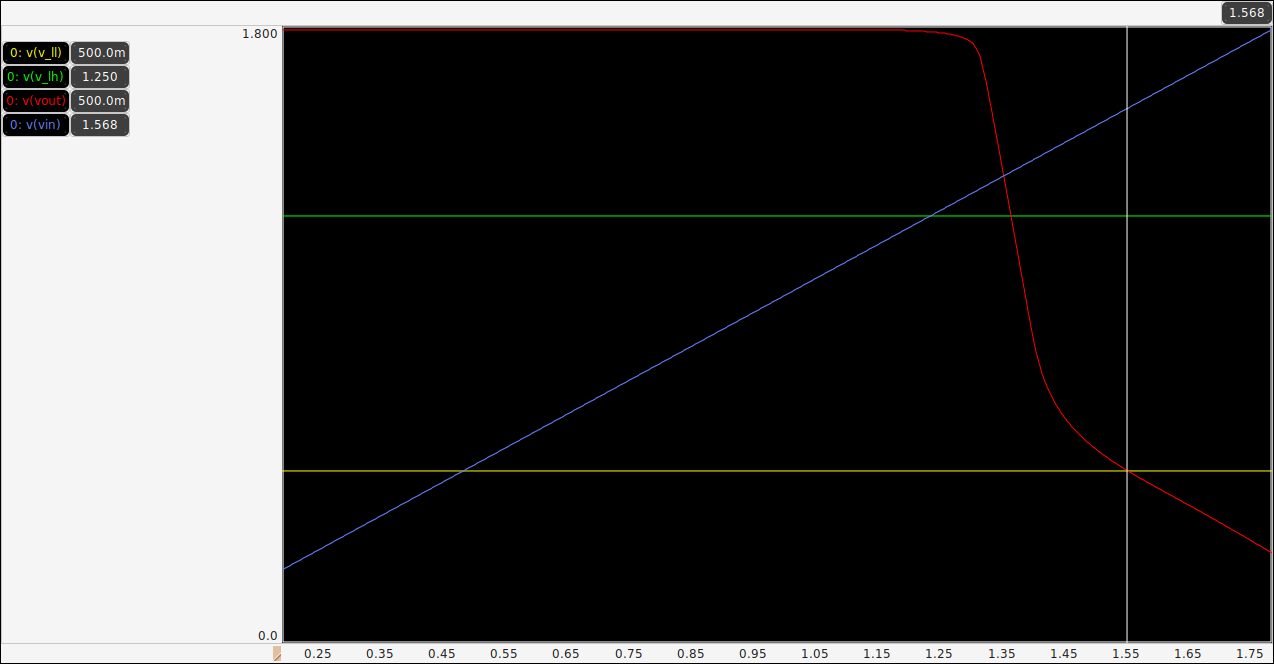 1.568
1.800
0: v(v_ll) 500.0m
0: v(v_lh) 1.250
0: v(vout) 500.0m
0: v(vin) 1.568
0.0
0.25 0.35 0.45 0.55 0.65 0.75 0.85 0.95 1.05 1.15 1.25 1.35 1.45 1.55 1.65 1.75